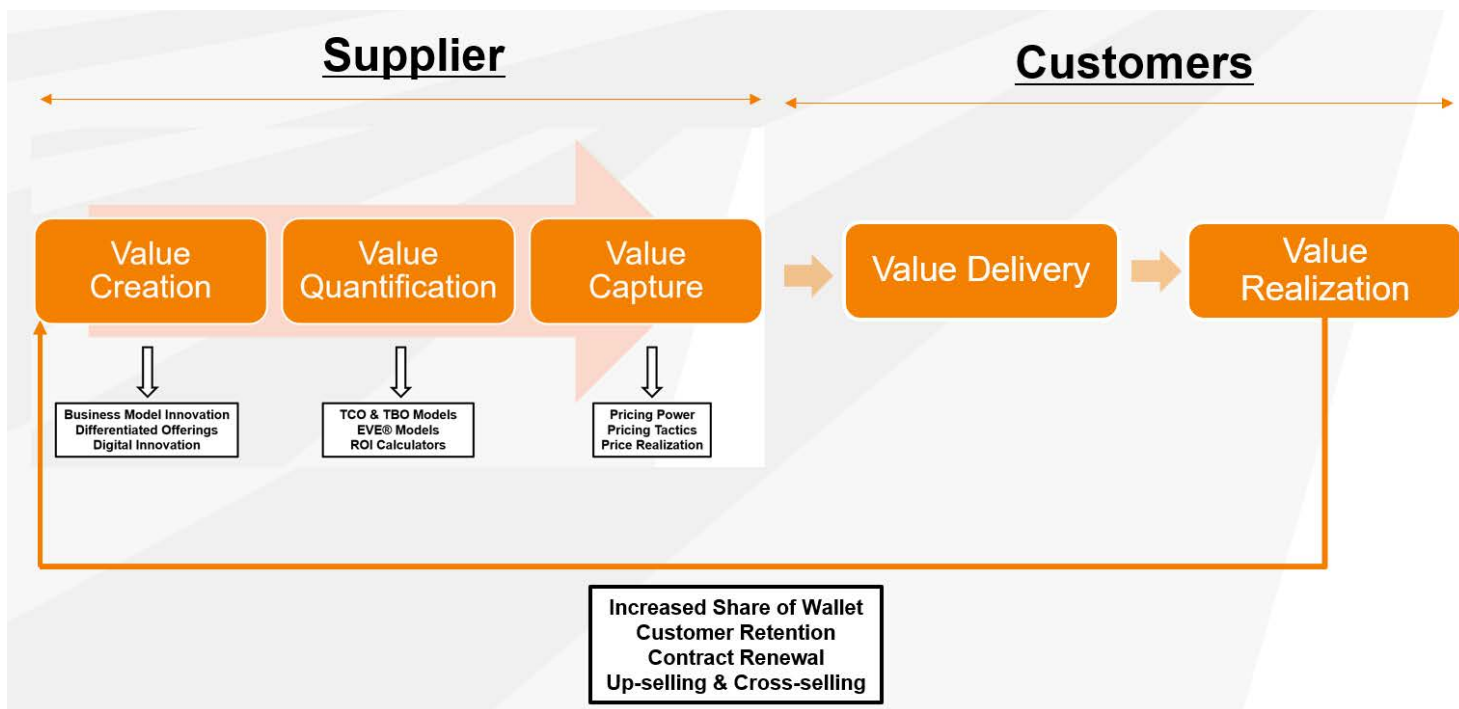 Supplier
Customers
Value
Creation
Value
Quantification
Value
Capture
Value Delivery
Value
Realization
Business Model Innovation
Differentiated Offerings
Digital Innovation
TCO & TBO Models
EVE® Models
ROI Calculators
Pricing Power
Pricing Tactics
Price Realization
Increased Share of Wallet
Customer Retention
Contract Renewal
Up-selling & Cross-selling